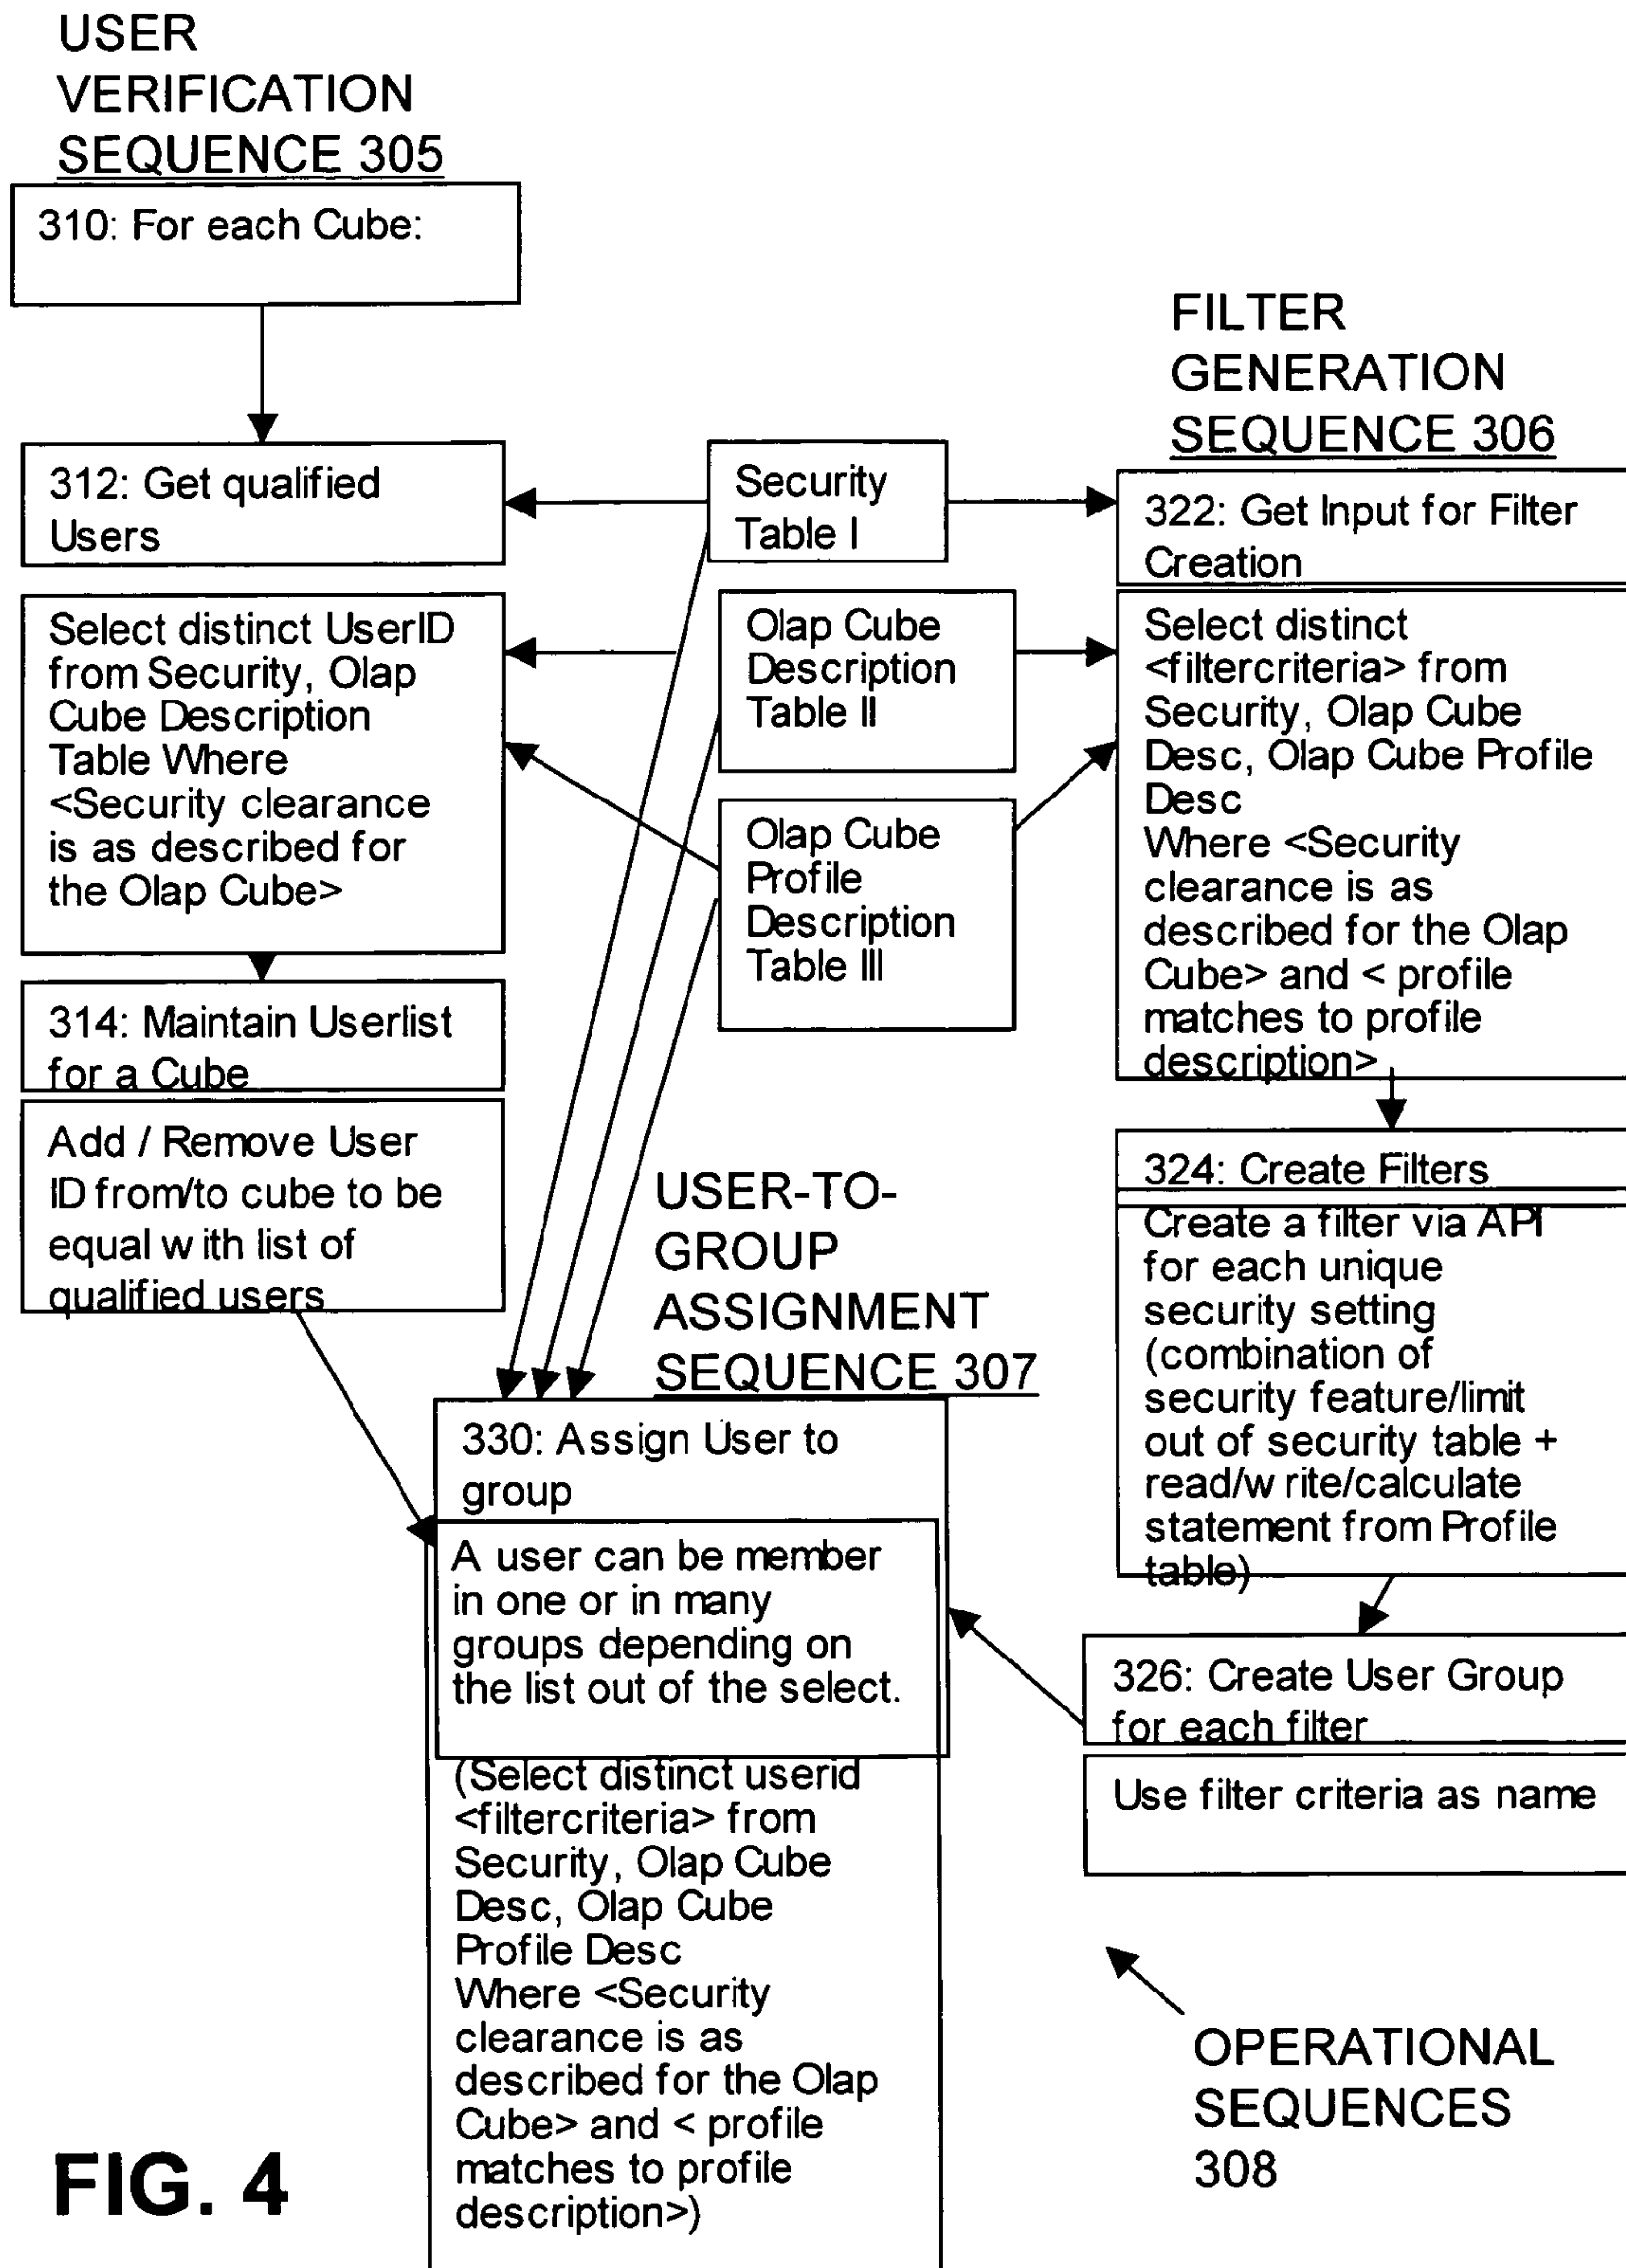 USER
VERIFICATION
SEQUENCE 305
310: For each Cube:
312: Get qualified
Users
Select distinct UserID
from Security, Olap
Cube Description
Table Where
<Security clearance
is as described for
the Olap Cube>
314: Maintain Userlist
for a Cube
Add / Remove User
ID from/to cube to be
equal with list of
qualified users
Security
Table I
Olap Cube
Description
Table II
Olap Cube
Profile
Description
Table III
FILTER
GENERATION
SEQUENCE 306
322: Get Input for Filter
Creation
Select distinct
<filtercriteria> from
Security, Olap Cube
Desc, Olap Cube Profile
Desc
Where <Security
clearance is as
described for the Olap
Cube> and < profile
matches to profile
description>
324: Create Filters
Create a filter via API
for each unique
security setting
(combination of
security feature/limit
out of security table +
read/write/calculate
statement from Profile
table)
326: Create User Group
for each filter
Use filter criteria as name
USER-TO-
GROUP
ASSIGNMENT
SEQUENCE 307
330: Assign User to
group
A user can be member
in one or in many
groups depending on
the list out of the select.
(Select distinct userid
<filtercriteria> from
Security, Olap Cube
Desc, Olap Cube
Profile Desc
Where <Security
clearance is as
described for the Olap
Cube> and < profile
matches to profile
description>)
OPERATIONAL
SEQUENCES
308
FIG. 4